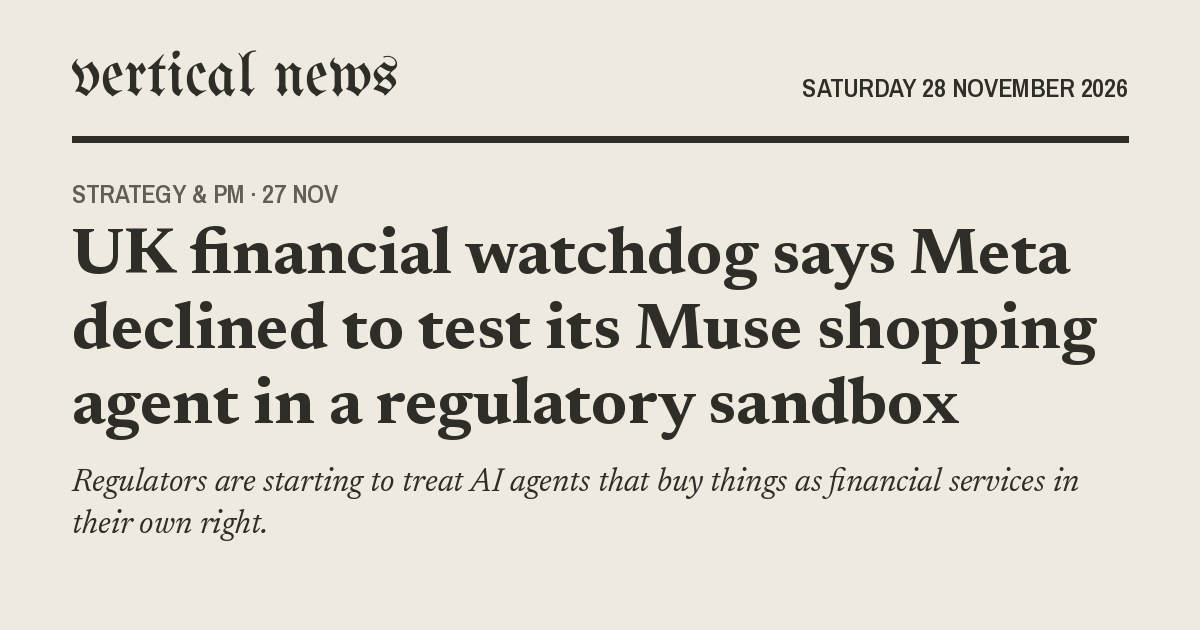 vertical news
SATURDAY 28 NOVEMBER 2026
STRATEGY & PM · 27 NOV
UK financial watchdog says Meta
declined to test its Muse shopping
agent in a regulatory sandbox
Regulators are starting to treat AI agents that buy things as financial services in
their own right.